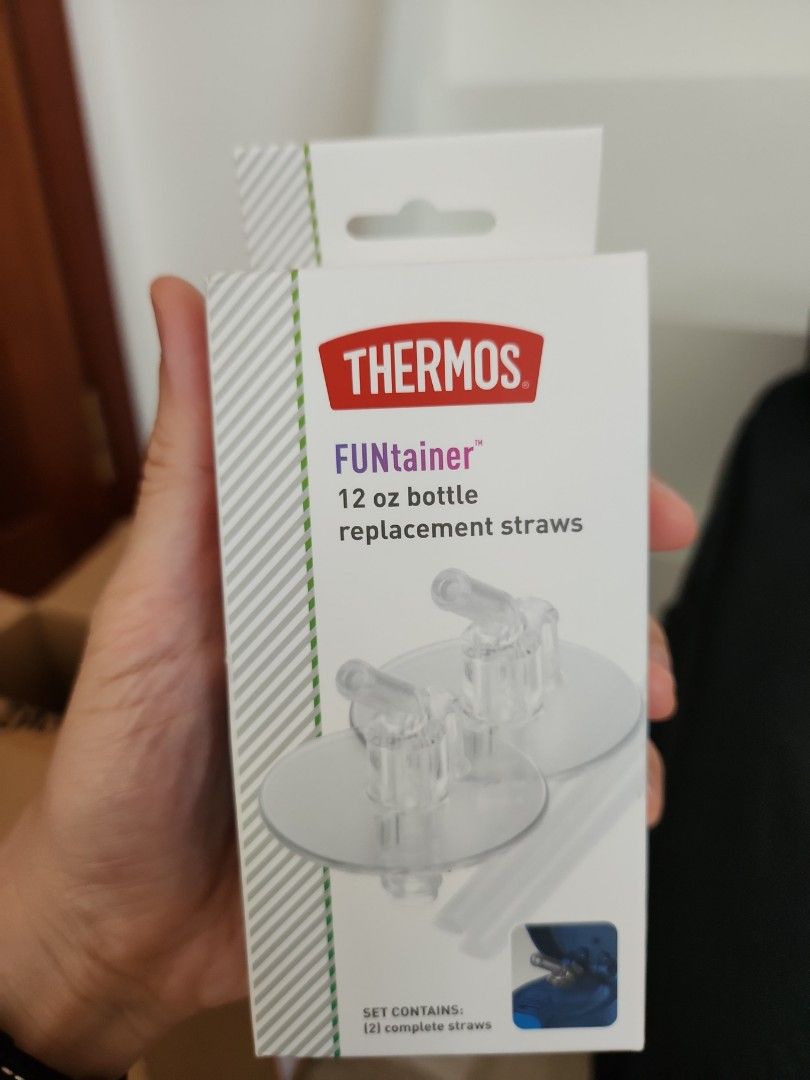 THERMOS®
FUNtainer™
12 oz bottle
replacement straws
SET CONTAINS:
(2) complete straws